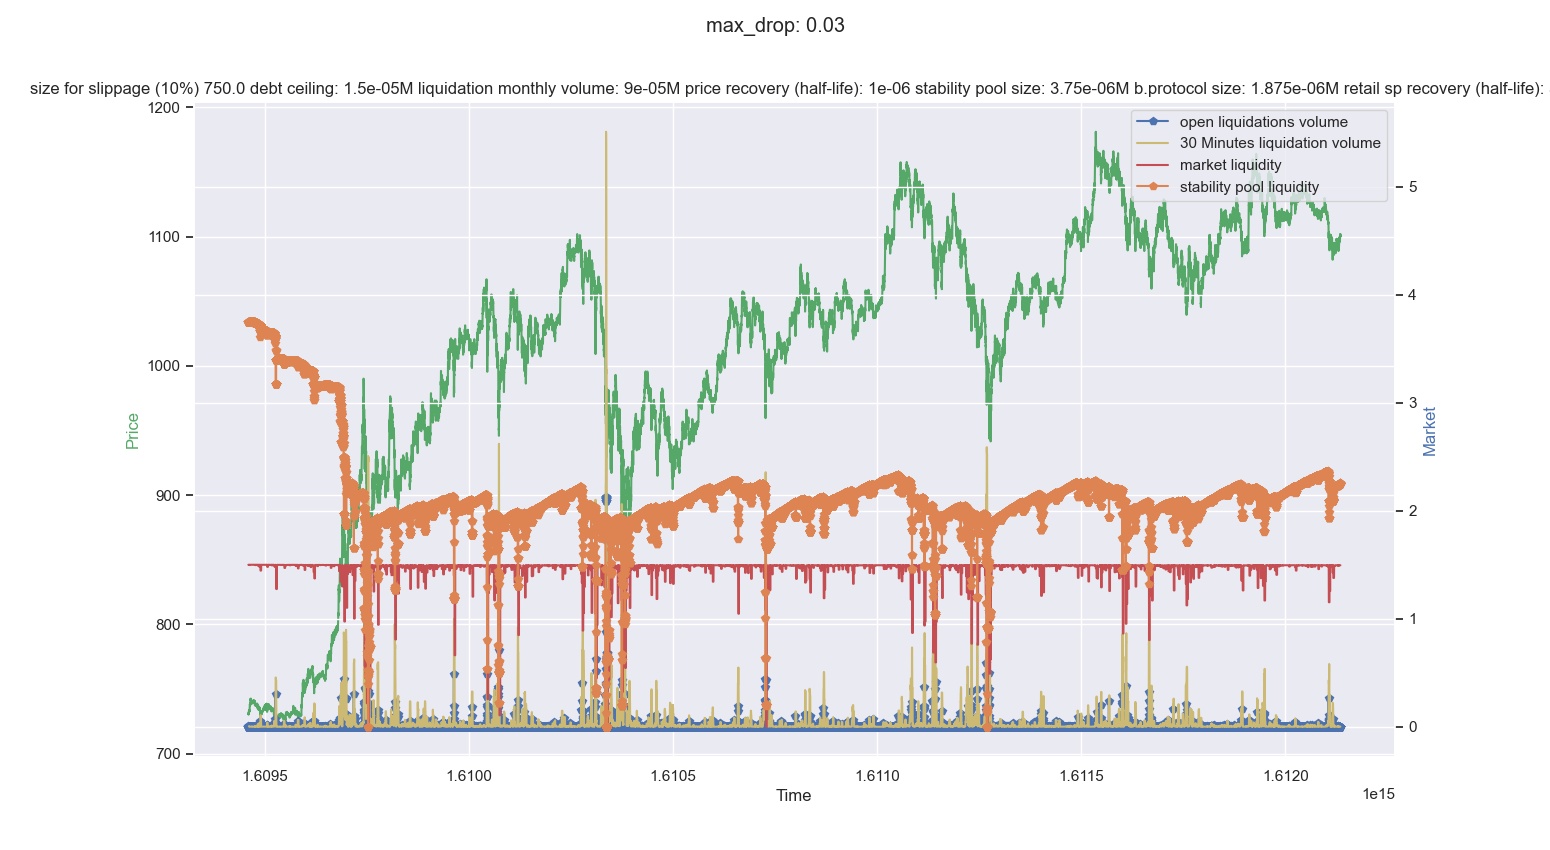 max_drop: 0.03
size for slippage (10%) 750.0 debt ceiling: 1.5e-05M liquidation monthly volume: 9e-05M price recovery (half-life): 1e-06 stability pool size: 3.75e-06M b.protocol size: 1.875e-06M retail sp recovery (half-life):
open liquidations volume
30 Minutes liquidation volume
market liquidity
stability pool liquidity
1200
1100
1000
900
800
700
Price
5
4
3
2
1
0
Market
1.6095 1.6100 1.6105 1.6110 1.6115 1.6120
1e15
Time